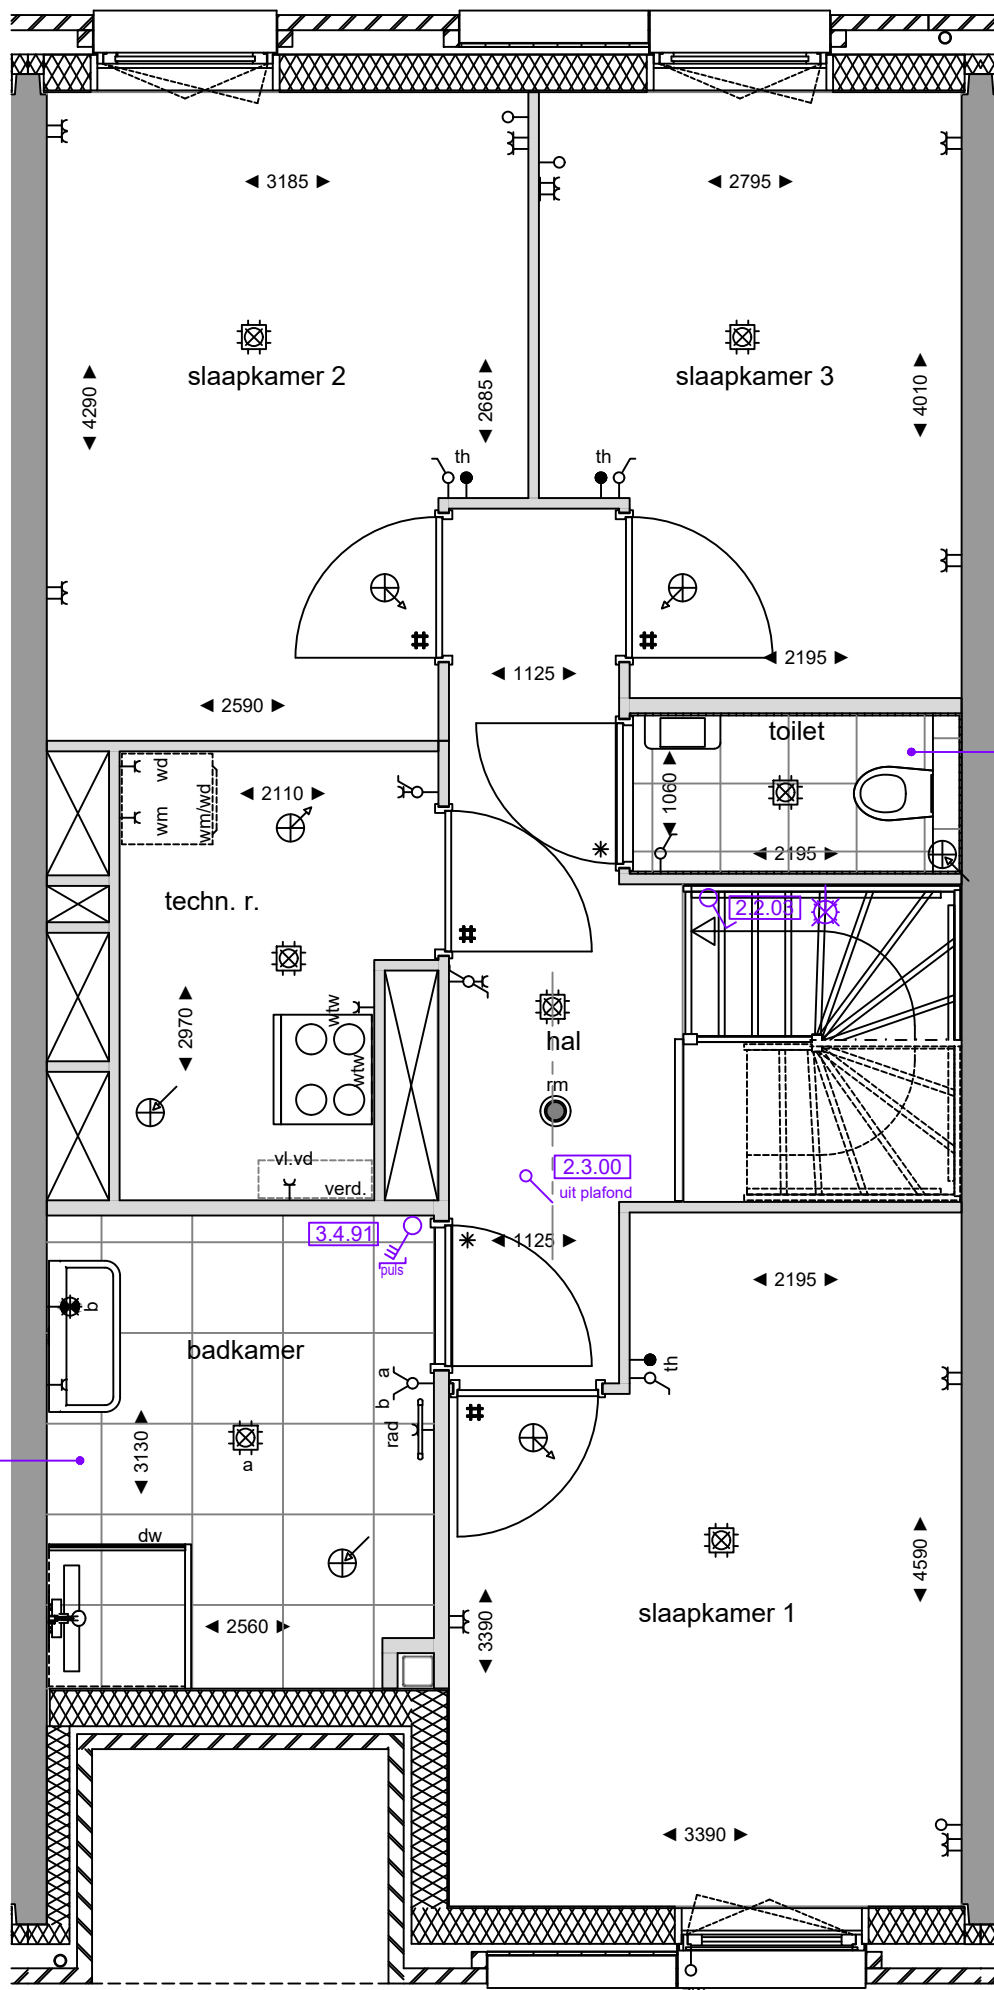 ◄ 3185 ►
◄ 2795 ►
slaapkamer 2
slaapkamer 3
◄ 4290 ►
◄ 2685 ►
◄ 4010 ►
th
th
◄ 2195 ►
◄ 1125 ►
◄ 2590 ►
toilet
wd
wm
wm/wd
◄ 2110 ►
◄ 1060 ►
◄ 2195 ►
techn. r.
2.2.03
◄ 2970 ►
wtw
wtw
hal
rm
vl.vd
verd.
2.3.00
uit plafond
3.4.91
puls
◄ 1125 ►
◄ 2195 ►
b
badkamer
th
a
b
rad
◄ 3130 ►
a
dw
◄ 2560 ►
◄ 3390 ►
◄ 4590 ►
slaapkamer 1
◄ 3390 ►